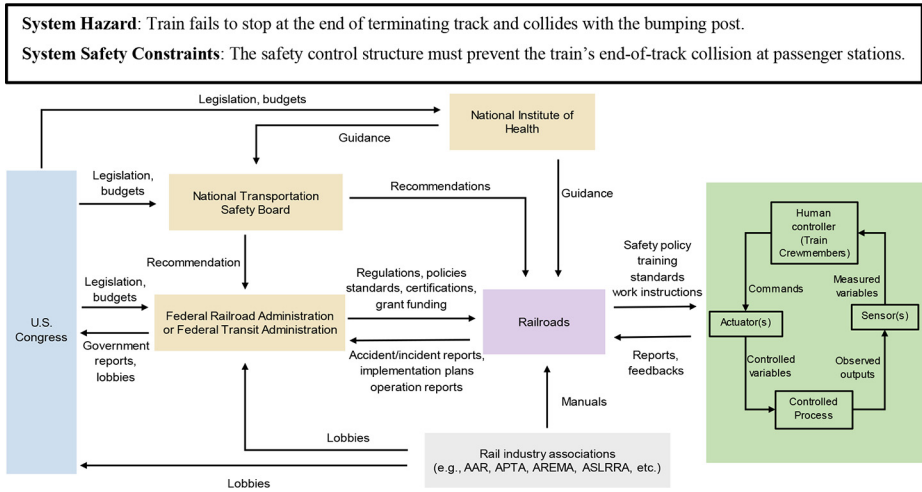 System Hazard: Train fails to stop at the end of terminating track and collides with the bumping post.
System Safety Constraints: The safety control structure must prevent the train's end-of-track collision at passenger stations.
Legislation, budgets
National Institute of
Health
Guidance
Legislation,
budgets
National Transportation
Safety Board
Recommendations
Guidance
Recommendation
Legislation,
budgets
U.S.
Congress
Government
reports,
lobbies
Federal Railroad Administration
or Federal Transit Administration
Regulations, policies
standards, certifications,
grant funding
Accident/incident reports,
implementation plans
operation reports
Railroads
Safety policy
training
standards
work instructions
Reports,
feedbacks
Human
controller
(Train
Crewmembers)
Commands
Measured
variables
Actuator(s)
Sensor(s)
Controlled
variables
Observed
outputs
Controlled
Process
Manuals
Lobbies
Rail industry associations
(e.g., AAR, APTA, AREMA, ASLRRA, etc.)
Lobbies